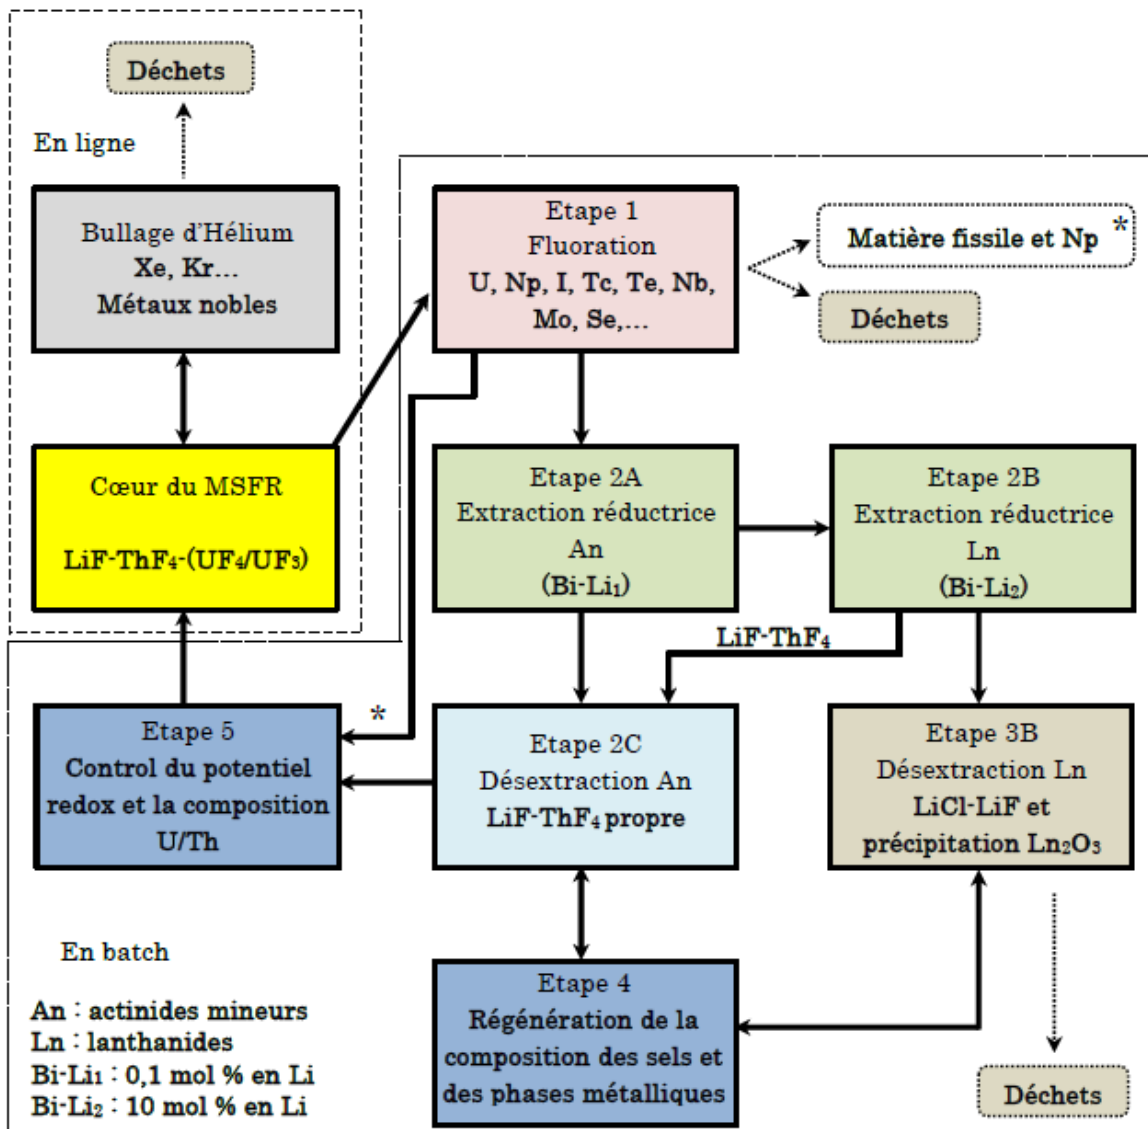 Déchets
En ligne
Bullage d'Hélium
Xe, Kr…
Métaux nobles
Cœur du MSFR
LiF-ThF₄-(UF₄/UF₃)
Etape 1
Fluoration
U, Np, I, Tc, Te, Nb,
Mo, Se,…
Matière fissile et Np *
Déchets
Etape 2A
Extraction réductrice
An
(Bi-Li₁)
Etape 2B
Extraction réductrice
Ln
(Bi-Li₂)
LiF-ThF₄
*
Etape 5
Control du potentiel
redox et la composition
U/Th
Etape 2C
Désextraction An
LiF-ThF₄ propre
Etape 3B
Désextraction Ln
LiCl-LiF et
précipitation Ln₂O₃
Etape 4
Régénération de la
composition des sels et
des phases métalliques
Déchets
En batch
An : actinides mineurs
Ln : lanthanides
Bi-Li₁ : 0,1 mol % en Li
Bi-Li₂ : 10 mol % en Li